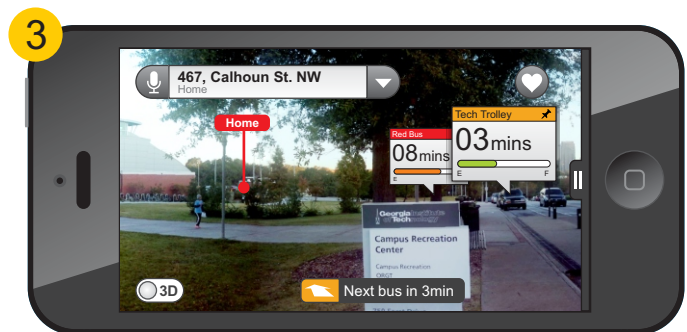 3
467, Calhoun St. NW
Home
Home
Red Bus
08mins
E
Tech Trolley
03mins
E F
Georgia Institute
of Technology
Campus Recreation
Center
Campus Recreation
ORGT
3D
Next bus in 3min